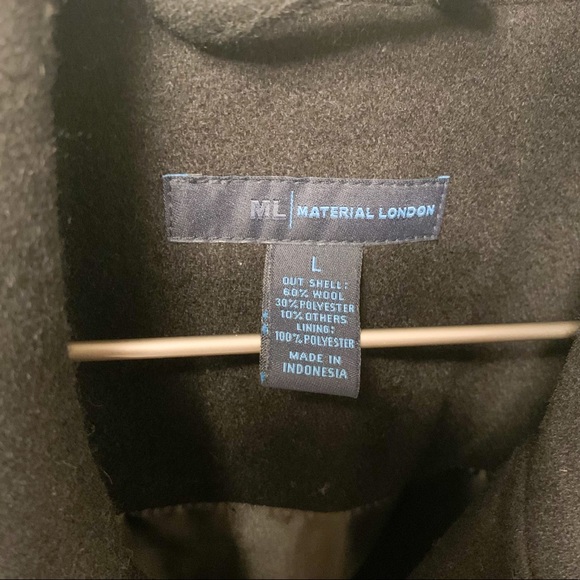 ML | MATERIAL LONDON
L
OUT SHELL:
60% WOOL
30% POLYESTER
10% OTHERS
LINING:
100% POLYESTER
MADE IN
INDONESIA